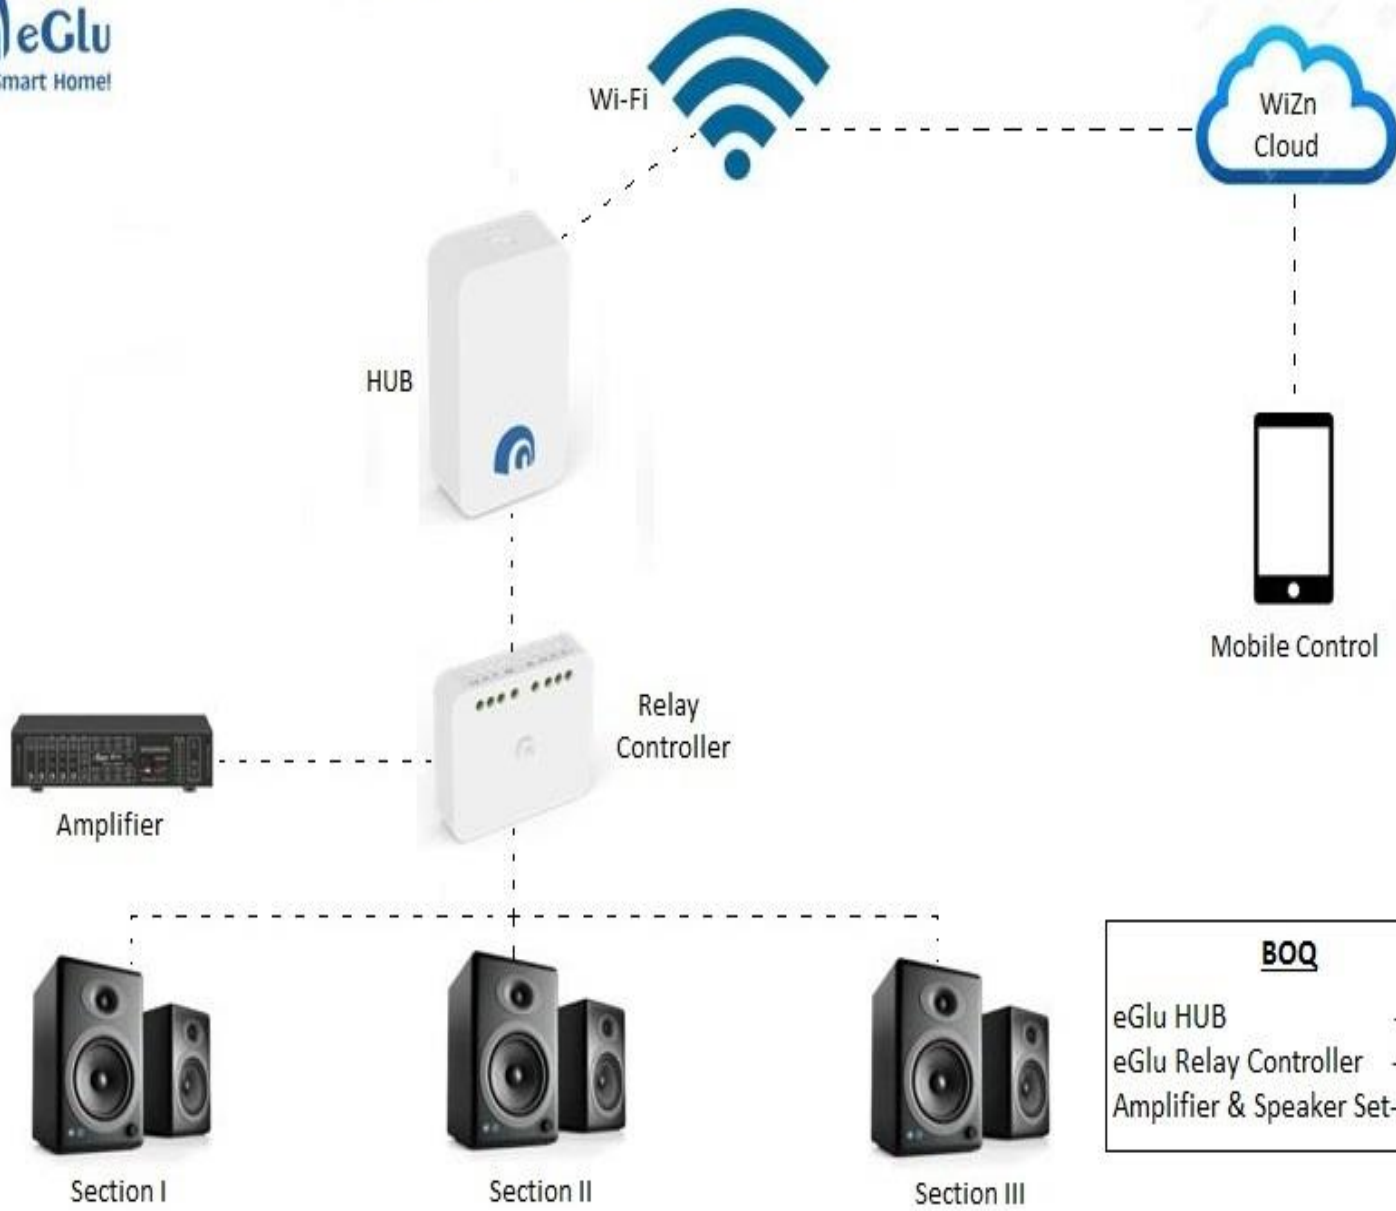 eGlu
Smart Home!
Wi-Fi
WiZn
Cloud
HUB
Mobile Control
Relay
Controller
Amplifier
BOQ
eGlu HUB -
eGlu Relay Controller -
Amplifier & Speaker Set-
Section I
Section II
Section III